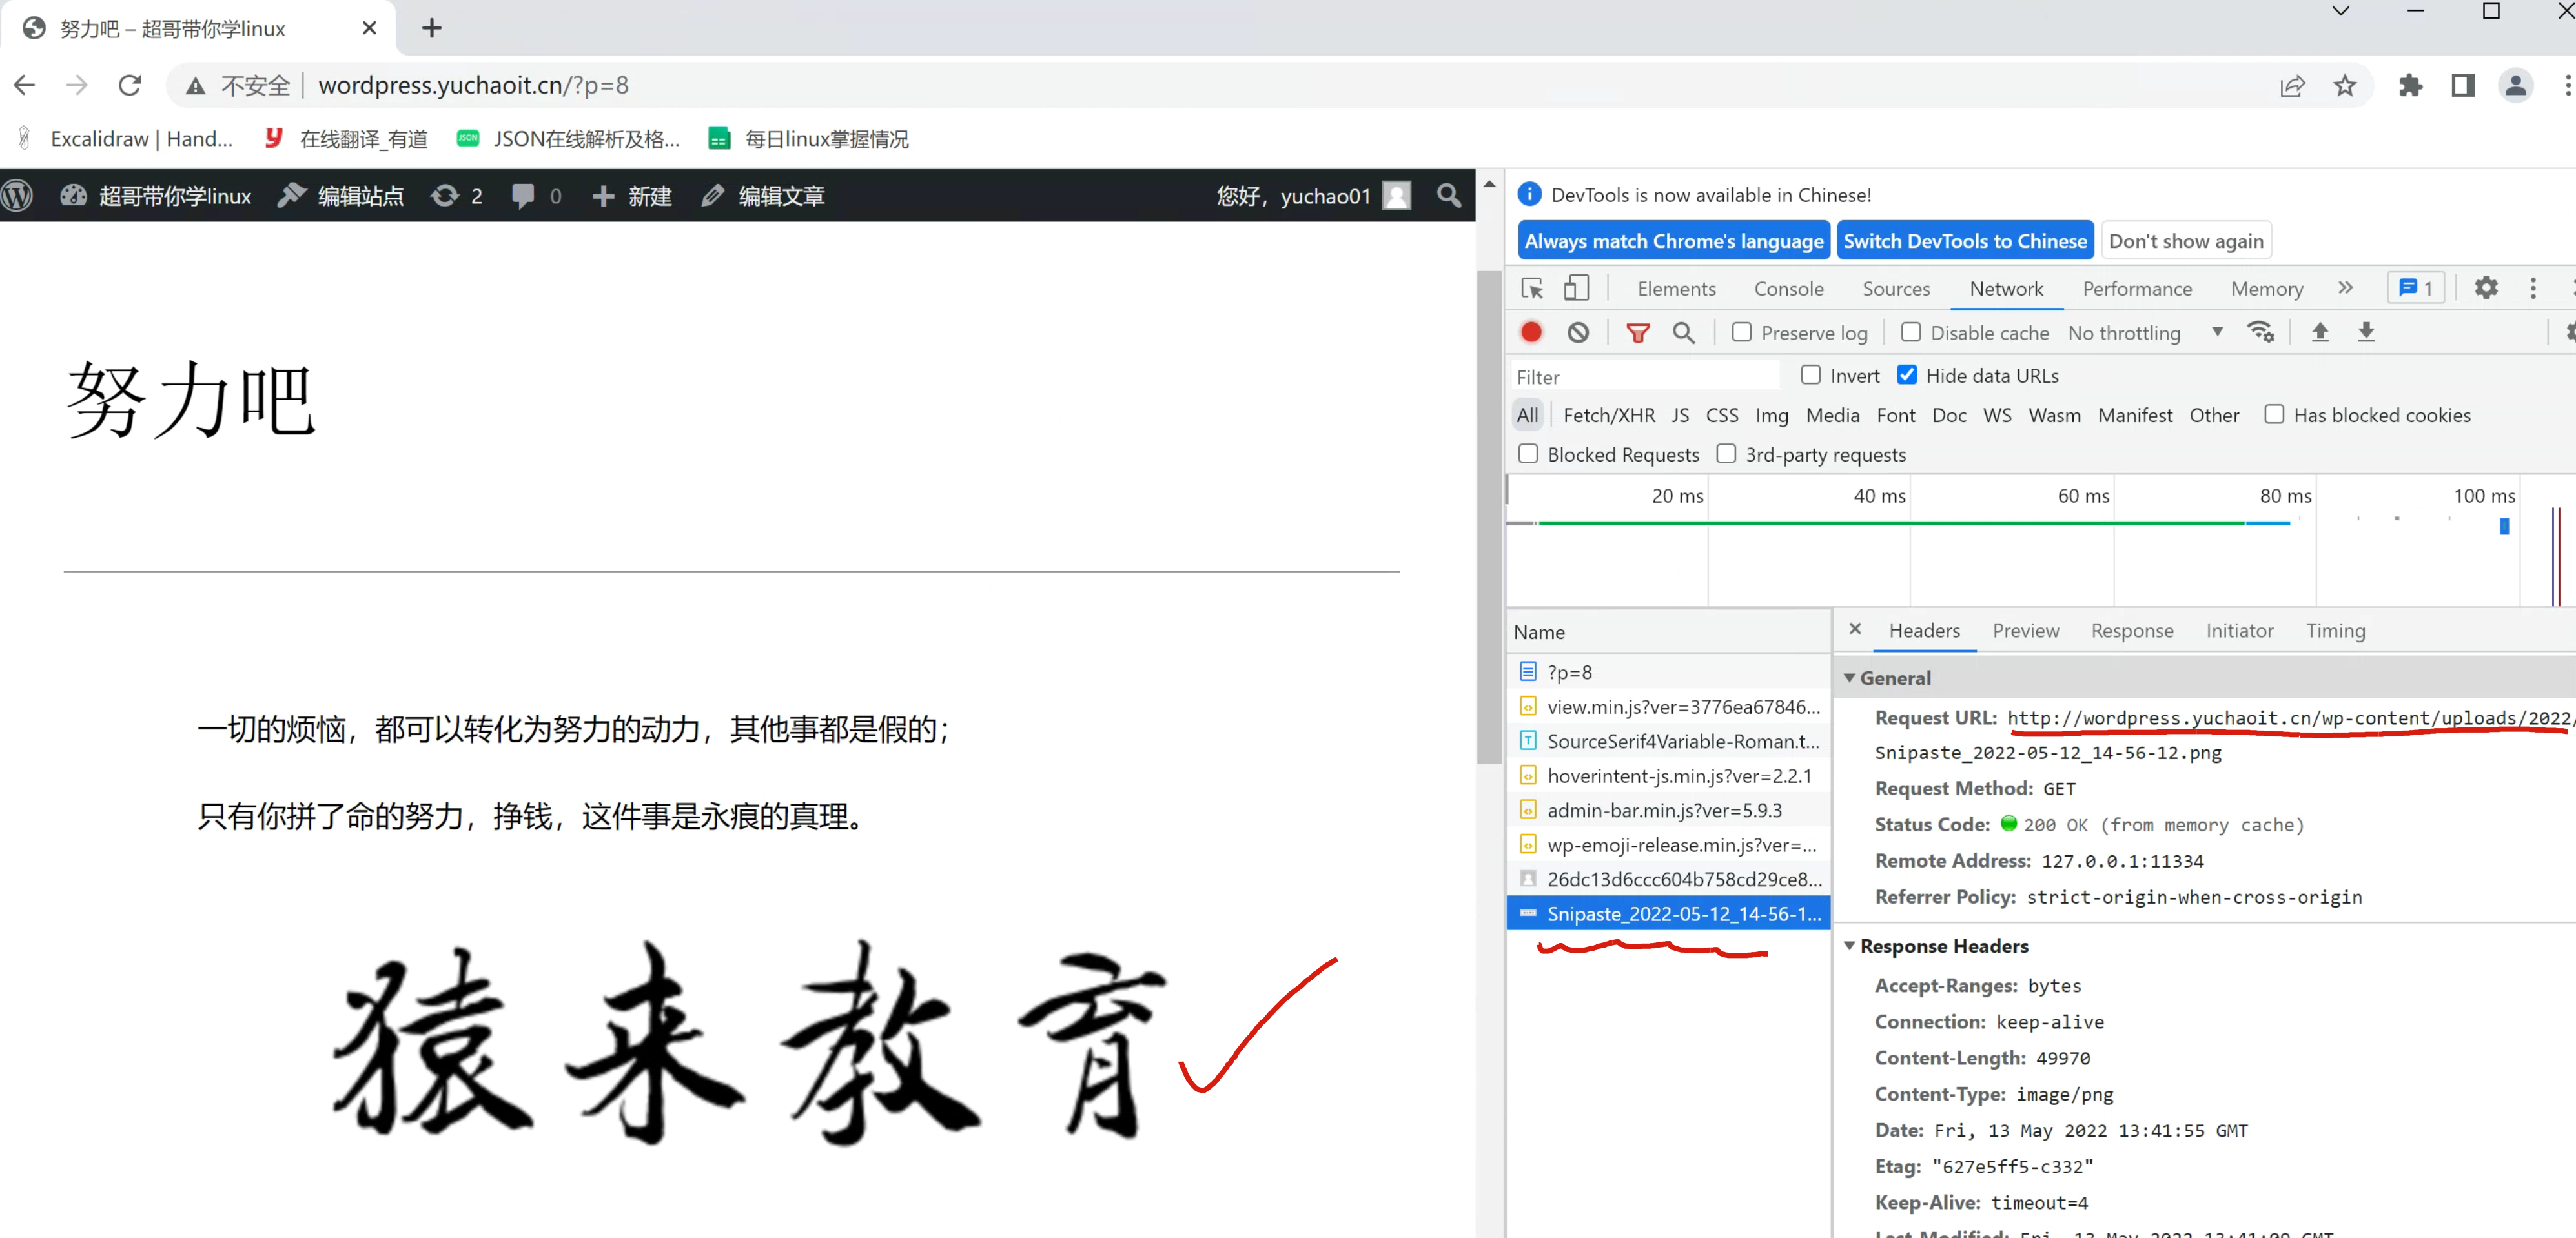 努力吧 – 超哥带你学linux
不安全 wordpress.yuchaoit.cn/?p=8
Excalidraw | Hand... 在线翻译_有道 JSON在线解析及格... 每日linux掌握情况
超哥带你学linux 编辑站点 2 0 新建 编辑文章 您好，yuchao01
努力吧
一切的烦恼，都可以转化为努力的动力，其他事都是假的；
只有你拼了命的努力，挣钱，这件事是永痕的真理。
猿来教育
DevTools is now available in Chinese!
Always match Chrome's language Switch DevTools to Chinese Don't show again
Elements Console Sources Network Performance Memory 1
Preserve log Disable cache No throttling
Filter Invert Hide data URLs
All Fetch/XHR JS CSS Img Media Font Doc WS Wasm Manifest Other Has blocked cookies
Blocked Requests 3rd-party requests
20 ms 40 ms 60 ms 80 ms 100 ms
Name
?p=8
view.min.js?ver=3776ea67846...
SourceSerif4Variable-Roman.t...
hoverintent-js.min.js?ver=2.2.1
admin-bar.min.js?ver=5.9.3
wp-emoji-release.min.js?ver=...
26dc13d6ccc604b758cd29ce8...
Snipaste_2022-05-12_14-56-1...
Headers Preview Response Initiator Timing
General
Request URL: http://wordpress.yuchaoit.cn/wp-content/uploads/2022/
Snipaste_2022-05-12_14-56-12.png
Request Method: GET
Status Code: 200 OK (from memory cache)
Remote Address: 127.0.0.1:11334
Referrer Policy: strict-origin-when-cross-origin
Response Headers
Accept-Ranges: bytes
Connection: keep-alive
Content-Length: 49970
Content-Type: image/png
Date: Fri, 13 May 2022 13:41:55 GMT
Etag: "627e5ff5-c332"
Keep-Alive: timeout=4
Last-Modified: Fri, 13 May 2022 13:41:09 GMT